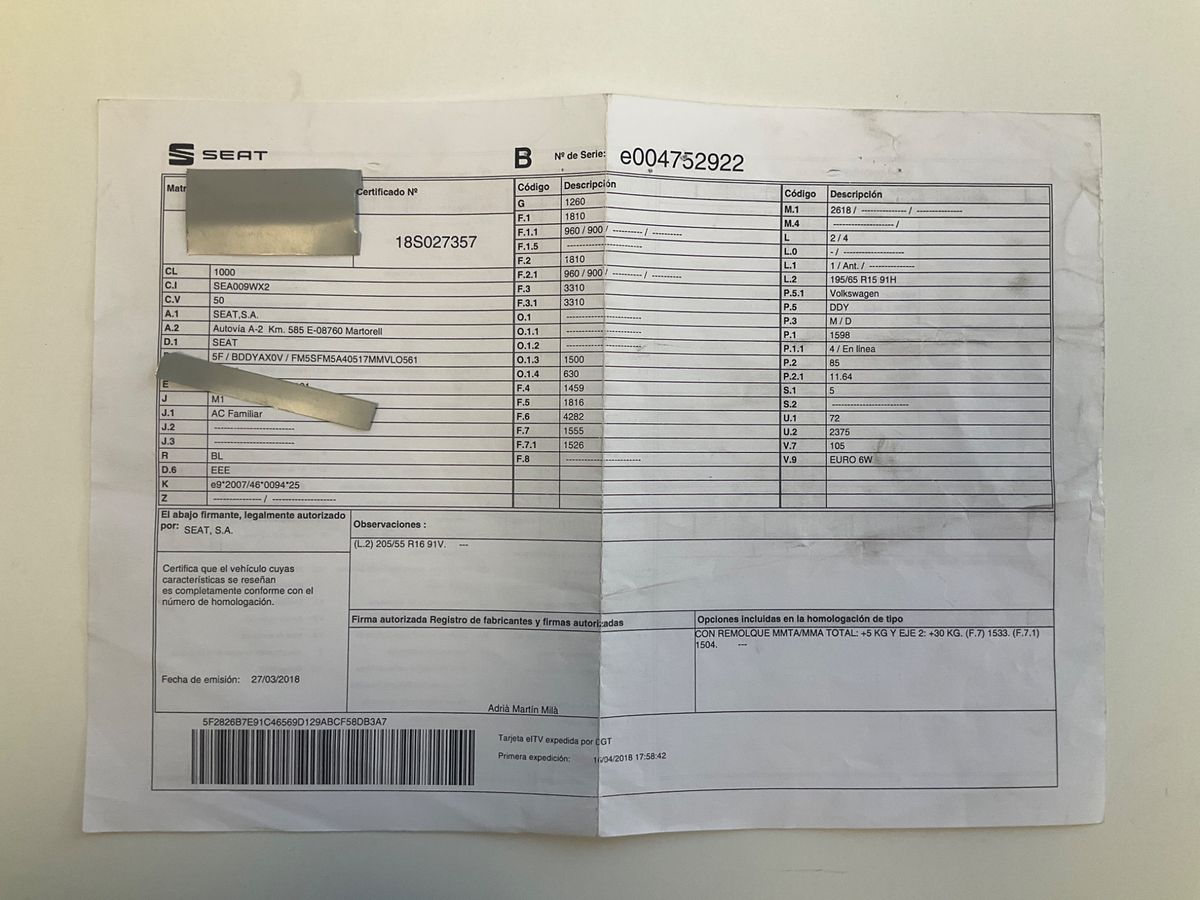 SEAT
B Nº de Serie: e004752922
Matr
Certificado Nº
18S027357
CL 1000
C.I SEA009WX2
C.V 50
A.1 SEAT,S.A.
A.2 Autovía A-2 Km. 585 E-08760 Martorell
D.1 SEAT
5F / BDDYAX0V / FM5SFM5A40517MMVLO561
E
J M1
J.1 AC Familiar
J.2 -----------------------
J.3 -----------------------
R BL
D.6 EEE
K e9*2007/46*0094*25
Z -------------- / ------------------
Código Descripción
G 1260
F.1 1810
F.1.1 960 / 900 / --------- / ---------
F.1.5 ---------------------
F.2 1810
F.2.1 960 / 900 / --------- / ---------
F.3 3310
F.3.1 3310
O.1 ---------------------
O.1.1 ---------------------
O.1.2 ---------------------
O.1.3 1500
O.1.4 630
F.4 1459
F.5 1816
F.6 4282
F.7 1555
F.7.1 1526
F.8 ---------------------
Código Descripción
M.1 2618 / -------------- / --------------
M.4 ------------------- /
L 2 / 4
L.0 - / -------------------
L.1 1 / Ant. / --------------
L.2 195/65 R15 91H
P.5.1 Volkswagen
P.5 DDY
P.3 M / D
P.1 1598
P.1.1 4 / En línea
P.2 85
P.2.1 11.64
S.1 5
S.2 ------------------------
U.1 72
U.2 2375
V.7 105
V.9 EURO 6W
El abajo firmante, legalmente autorizado
por: SEAT, S.A.
Certifica que el vehículo cuyas
características se reseñan
es completamente conforme con el
número de homologación.
Fecha de emisión: 27/03/2018
Observaciones :
(L.2) 205/55 R16 91V. ---
Firma autorizada Registro de fabricantes y firmas autorizadas
Adrià Martín Milà
Opciones incluidas en la homologación de tipo
CON REMOLQUE MMTA/MMA TOTAL: +5 KG Y EJE 2: +30 KG. (F.7) 1533. (F.7.1)
1504. ---
5F2826B7E91C46569D129ABCF58DB3A7
Tarjeta eITV expedida por DGT
Primera expedición: 16/04/2018 17:58:42